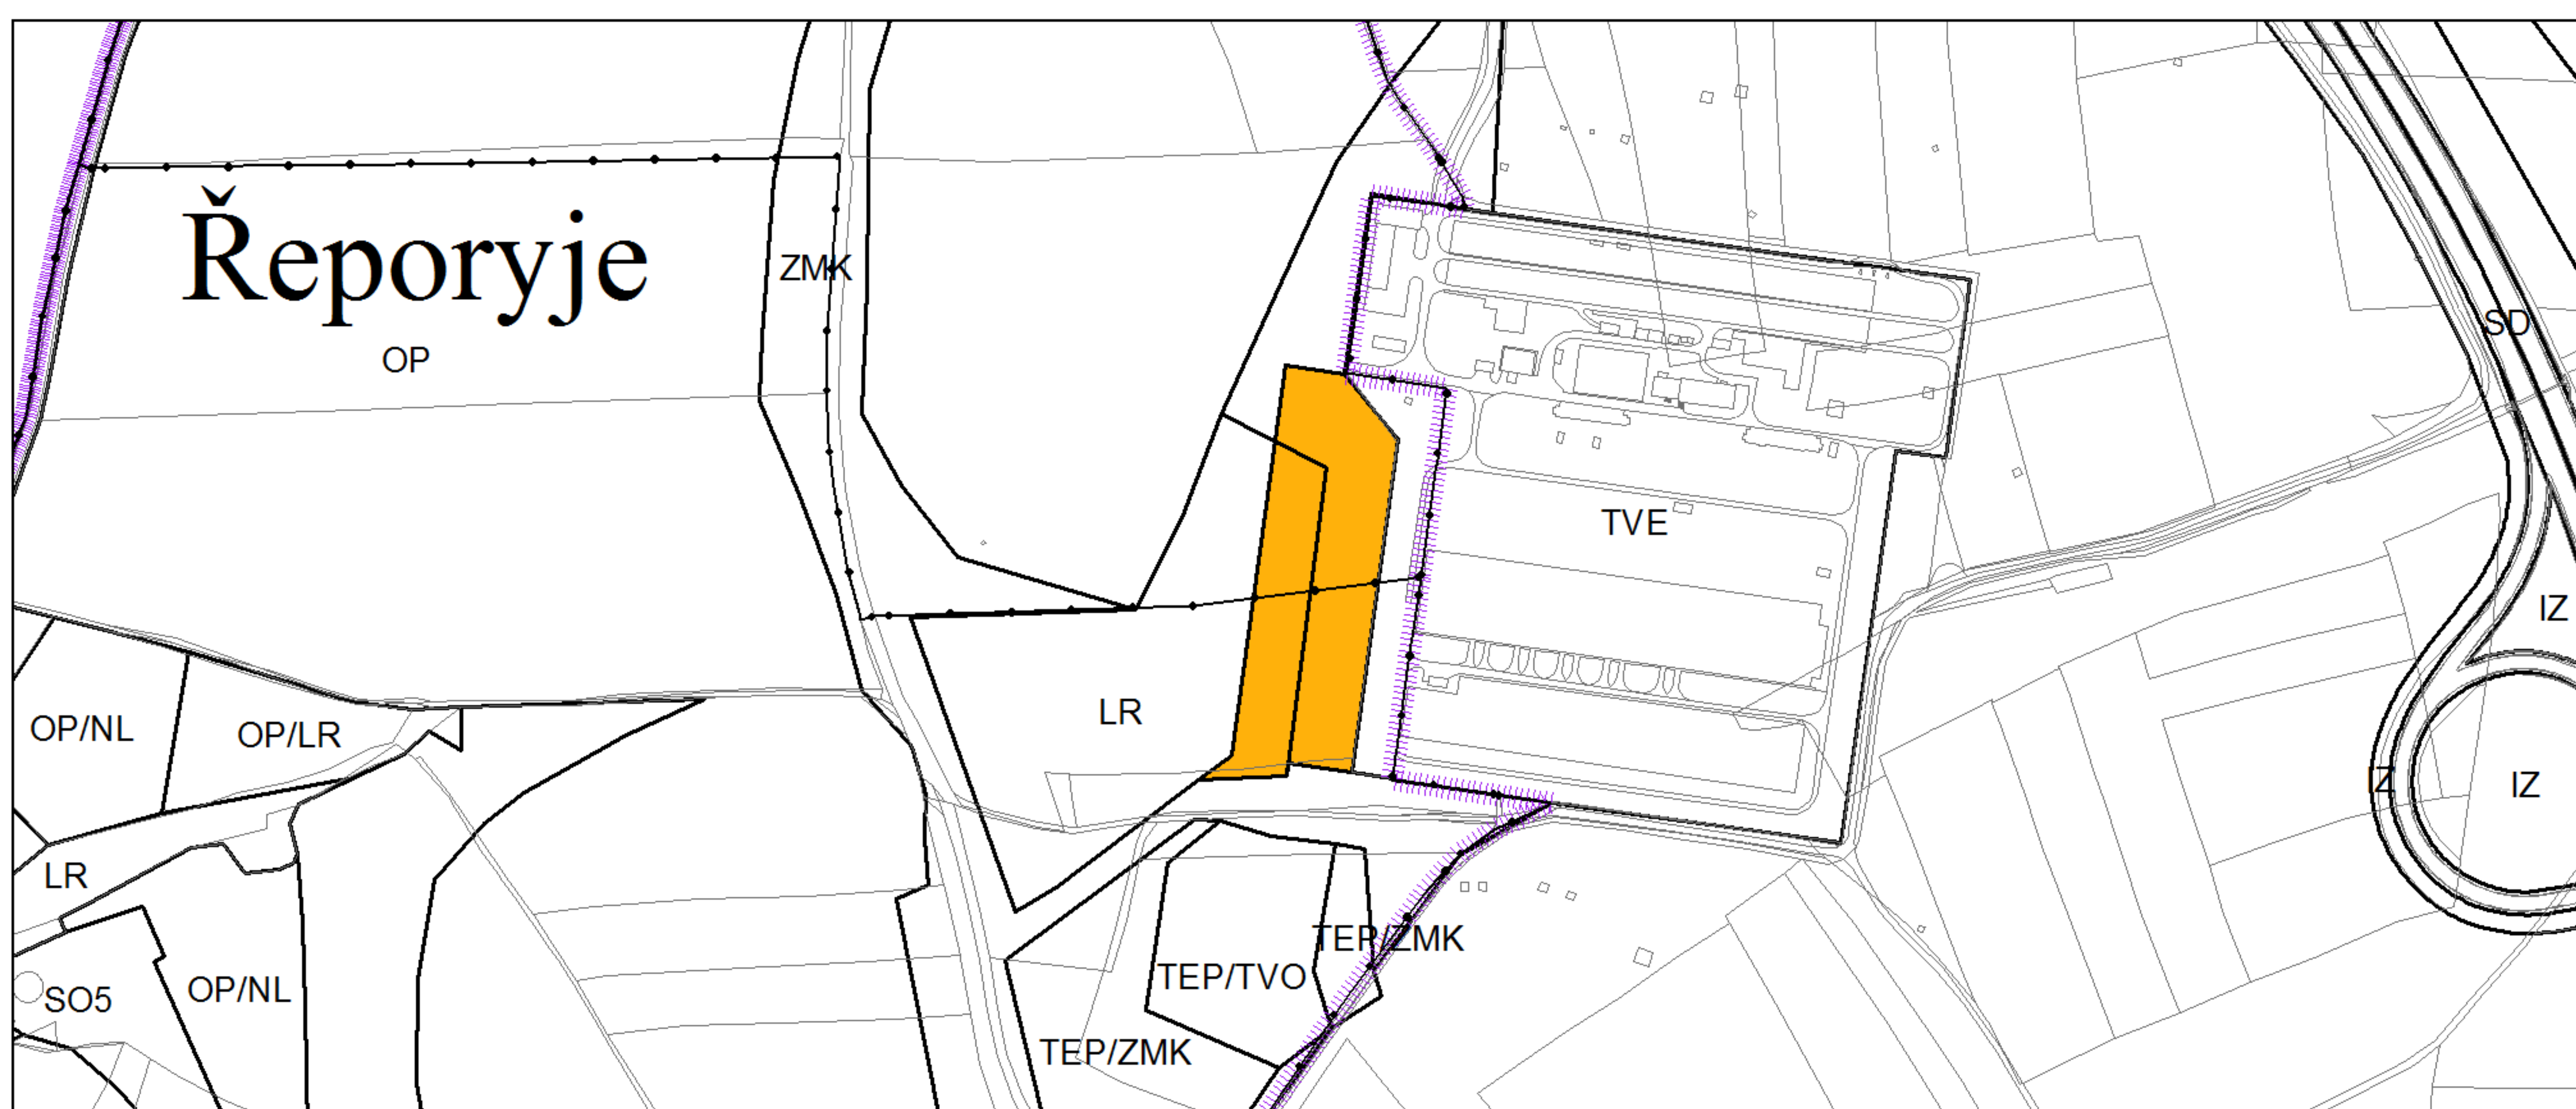 Řeporyje
ZMK
OP
SD
TVE
IZ
LR
OP/NL
OP/LR
IZ
IZ
LR
TEP/ZMK
TEP/TVO
OP/NL
SO5
TEP/ZMK